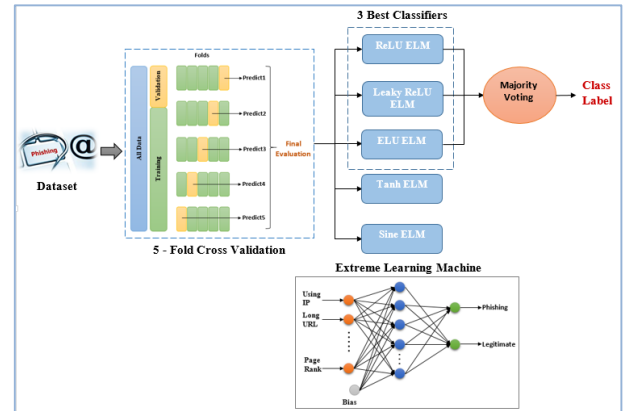 3 Best Classifiers
Folds
All Data
Validation
Training
Predict1
Predict2
Predict3
Predict4
Predict5
Final
Evaluation
Phishing
@
Dataset
5 - Fold Cross Validation
ReLU ELM
Leaky ReLU
ELM
ELU ELM
Tanh ELM
Sine ELM
Majority
Voting
Class
Label
Extreme Learning Machine
Using
IP
Long
URL
Page
Rank
Bias
Phishing
Legitimate